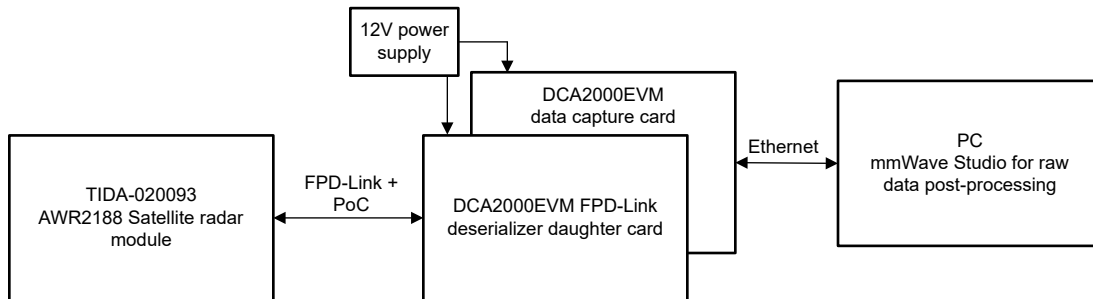 12V power
supply
DCA2000EVM
data capture card
Ethernet
PC
mmWave Studio for raw
data post-processing
TIDA-020093
AWR2188 Satellite radar
module
FPD-Link +
PoC
DCA2000EVM FPD-Link
deserializer daughter card